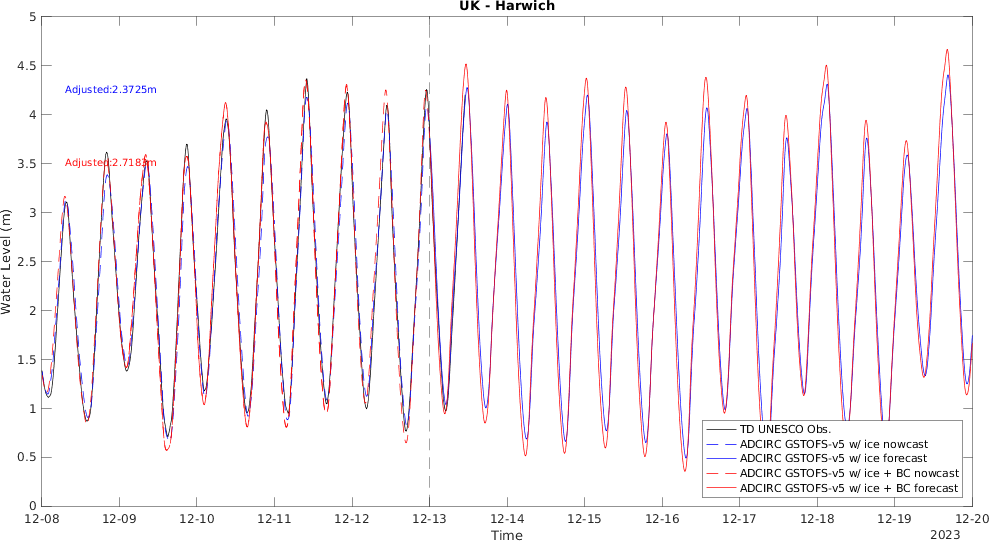 UK - Harwich
5
4.5
4
3.5
3
2.5
2
1.5
1
0.5
0
Water Level (m)
Adjusted:2.3725m
Adjusted:2.7183m
TD UNESCO Obs.
ADCIRC GSTOFS-v5 w/ ice nowcast
ADCIRC GSTOFS-v5 w/ ice forecast
ADCIRC GSTOFS-v5 w/ ice + BC nowcast
ADCIRC GSTOFS-v5 w/ ice + BC forecast
12-08 12-09 12-10 12-11 12-12 12-13 12-14 12-15 12-16 12-17 12-18 12-19 12-20
Time
2023